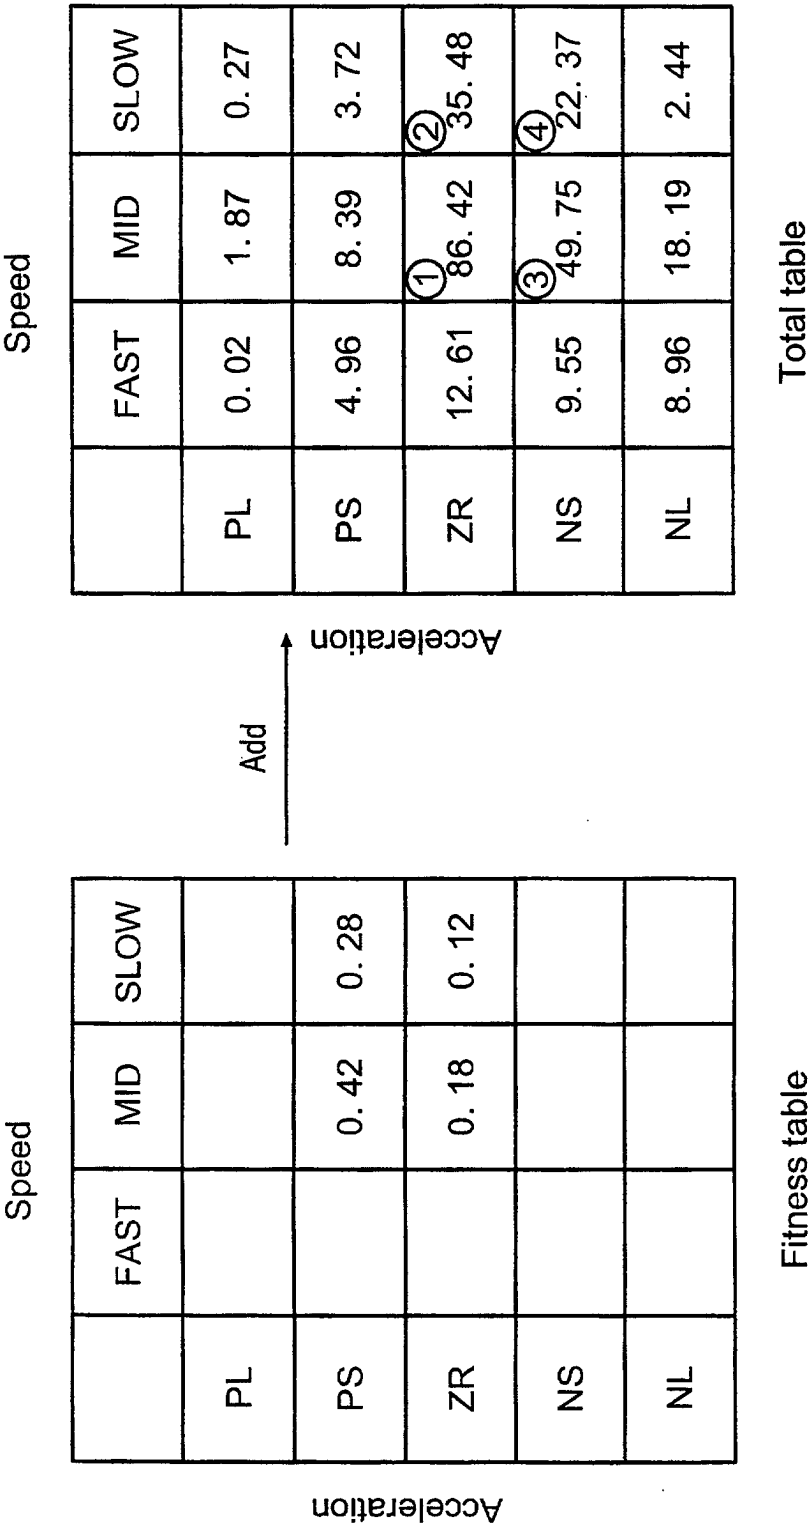 Speed
FAST MID SLOW
PL
PS 0.42 0.28
ZR 0.18 0.12
NS
NL
Acceleration
Fitness table
Add
Speed
FAST MID SLOW
PL 0.02 1.87 0.27
PS 4.96 8.39 3.72
ZR 12.61 ① 86.42 ② 35.48
NS 9.55 ③ 49.75 ④ 22.37
NL 8.96 18.19 2.44
Acceleration
Total table